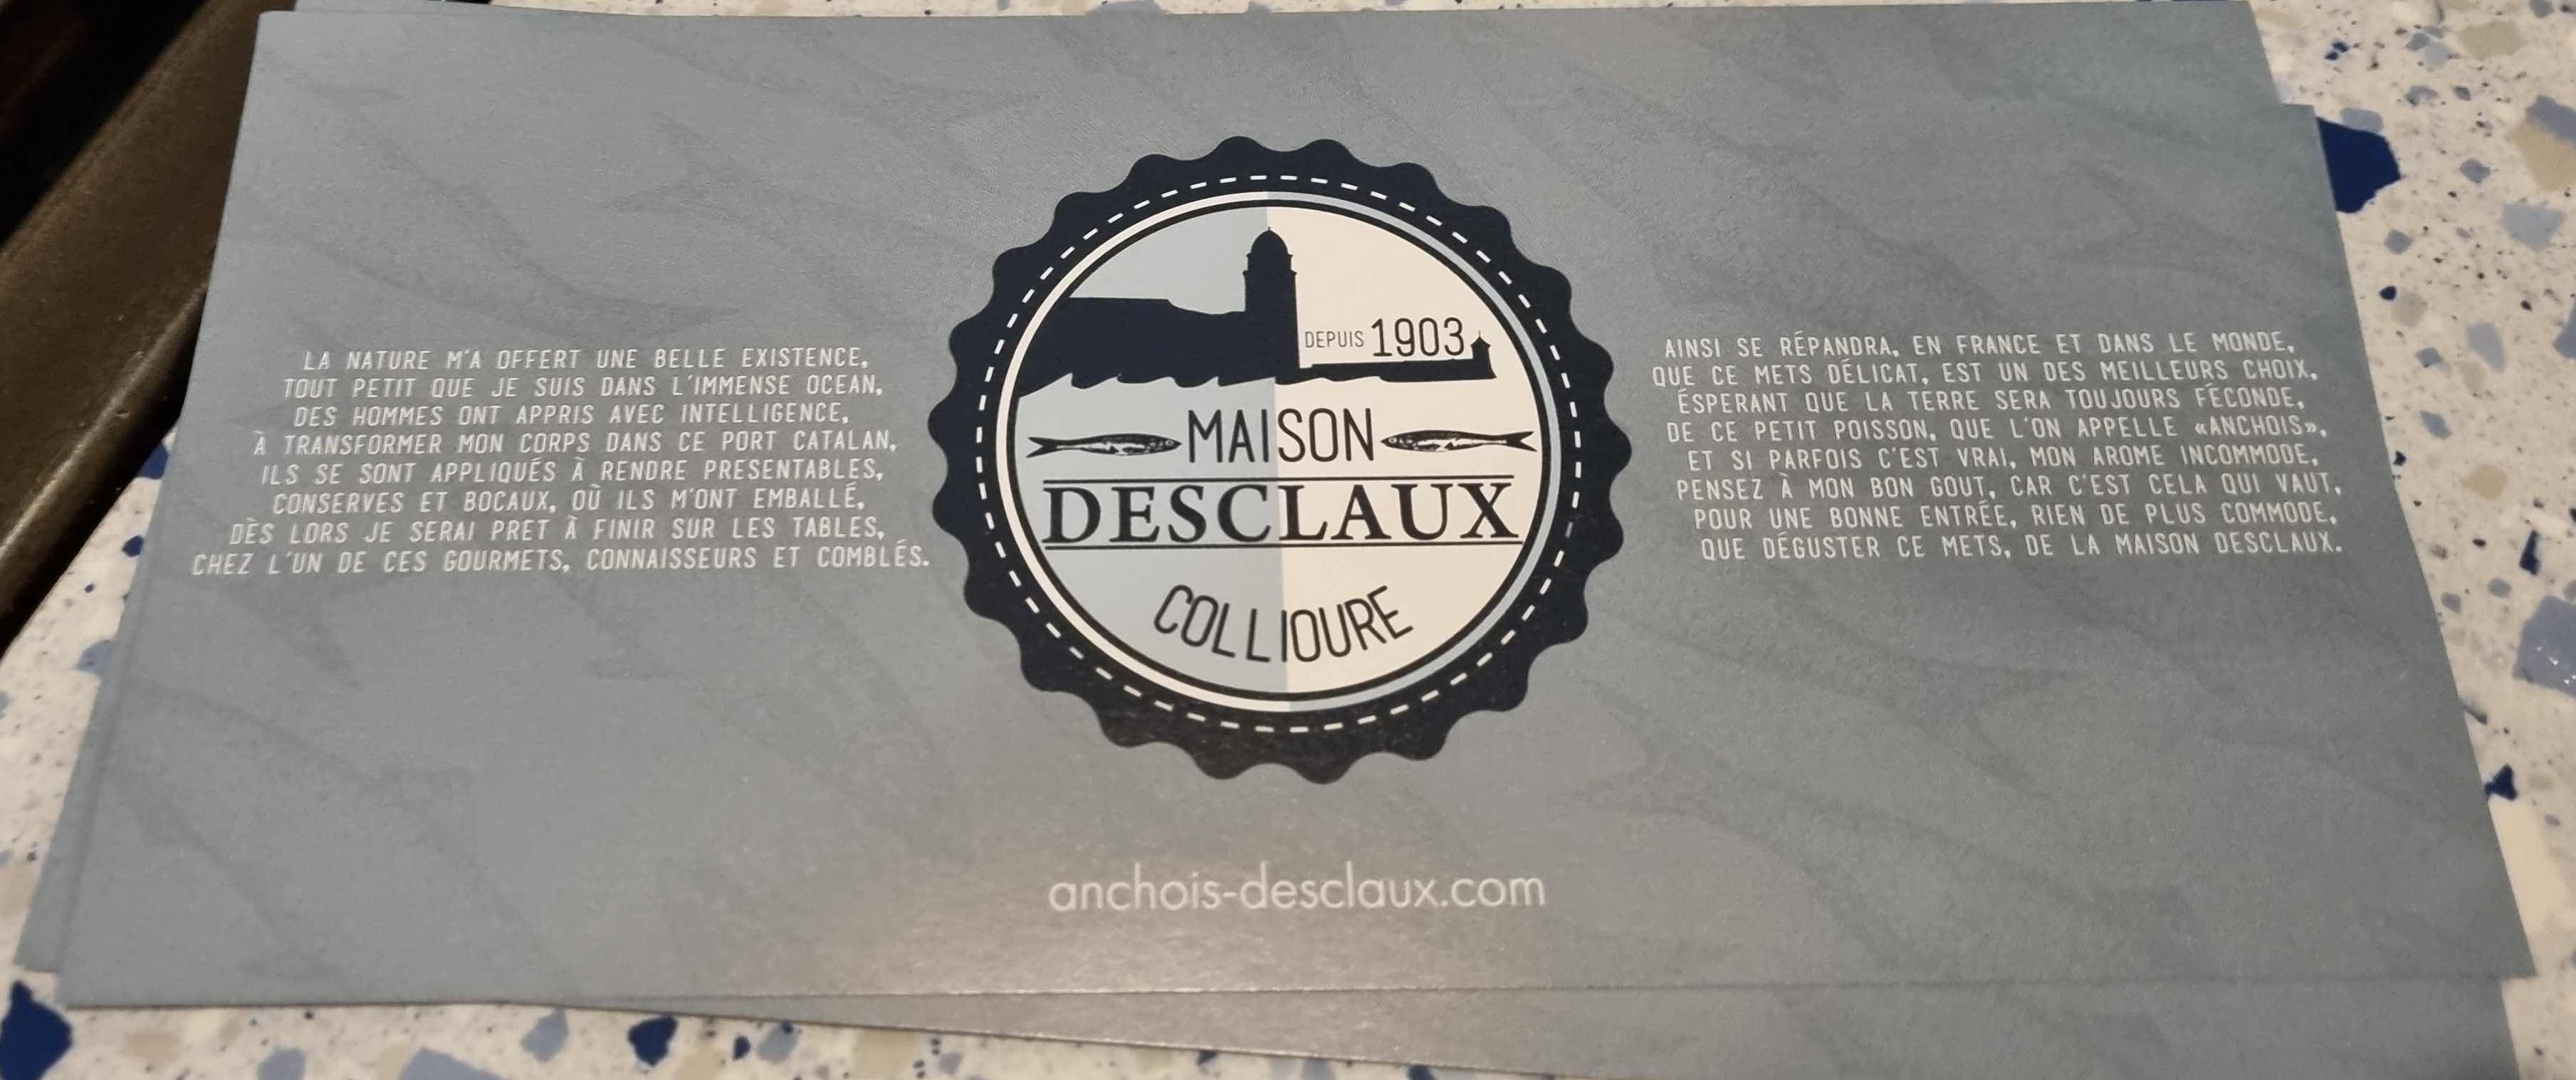 LA NATURE M'A OFFERT UNE BELLE EXISTENCE,
TOUT PETIT QUE JE SUIS DANS L'IMMENSE OCEAN,
DES HOMMES ONT APPRIS AVEC INTELLIGENCE,
À TRANSFORMER MON CORPS DANS CE PORT CATALAN,
ILS SE SONT APPLIQUÉS À RENDRE PRESENTABLES,
CONSERVES ET BOCAUX, OÙ ILS M'ONT EMBALLÉ,
DÈS LORS JE SERAI PRET À FINIR SUR LES TABLES,
CHEZ L'UN DE CES GOURMETS, CONNAISSEURS ET COMBLÉS.
DEPUIS 1903
MAISON
DESCLAUX
COLLIOURE
AINSI SE RÉPANDRA, EN FRANCE ET DANS LE MONDE,
QUE CE METS DÉLICAT, EST UN DES MEILLEURS CHOIX,
ÉSPERANT QUE LA TERRE SERA TOUJOURS FÉCONDE,
DE CE PETIT POISSON, QUE L'ON APPELLE «ANCHOIS»,
ET SI PARFOIS C'EST VRAI, MON AROME INCOMMODE,
PENSEZ À MON BON GOUT, CAR C'EST CELA QUI VAUT,
POUR UNE BONNE ENTRÉE, RIEN DE PLUS COMMODE,
QUE DÉGUSTER CE METS, DE LA MAISON DESCLAUX.
anchois-desclaux.com